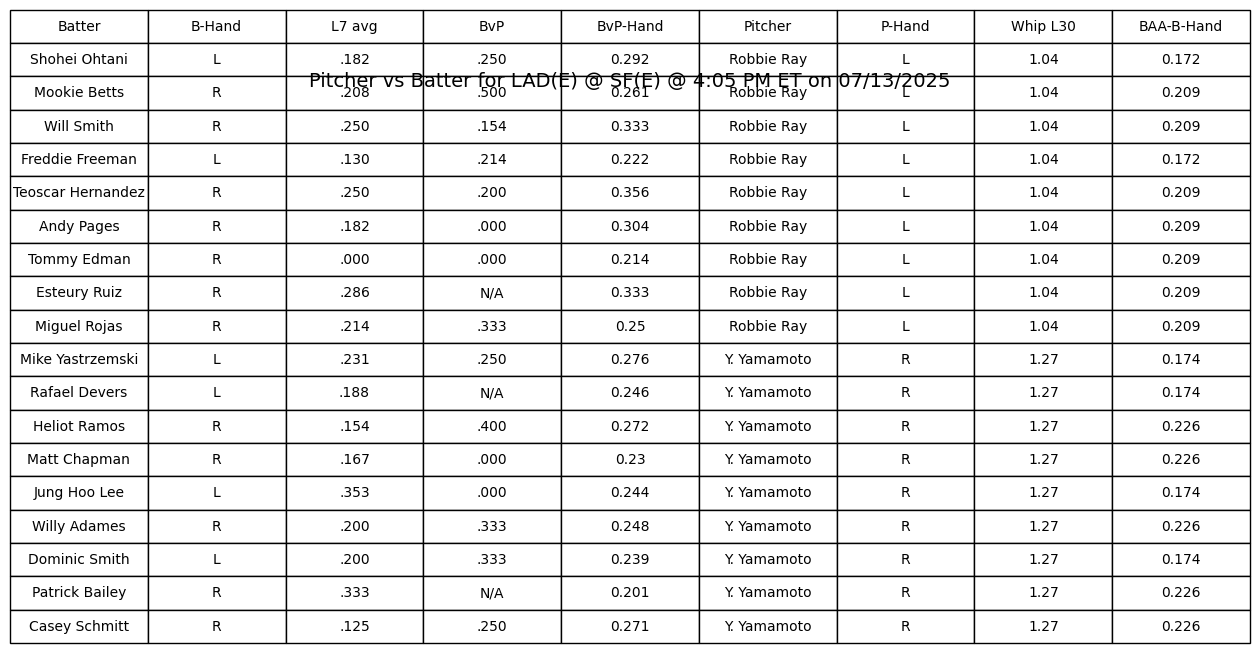 Batter B-Hand L7 avg BvP BvP-Hand Pitcher P-Hand Whip L30 BAA-B-Hand
Shohei Ohtani L .182 .250 0.292 Robbie Ray L 1.04 0.172
Pitcher vs Batter for LAD(E) @ SF(E) @ 4:05 PM ET on 07/13/2025
Mookie Betts R .208 .500 0.261 Robbie Ray L 1.04 0.209
Will Smith R .250 .154 0.333 Robbie Ray L 1.04 0.209
Freddie Freeman L .130 .214 0.222 Robbie Ray L 1.04 0.172
Teoscar Hernandez R .250 .200 0.356 Robbie Ray L 1.04 0.209
Andy Pages R .182 .000 0.304 Robbie Ray L 1.04 0.209
Tommy Edman R .000 .000 0.214 Robbie Ray L 1.04 0.209
Esteury Ruiz R .286 N/A 0.333 Robbie Ray L 1.04 0.209
Miguel Rojas R .214 .333 0.25 Robbie Ray L 1.04 0.209
Mike Yastrzemski L .231 .250 0.276 Y. Yamamoto R 1.27 0.174
Rafael Devers L .188 N/A 0.246 Y. Yamamoto R 1.27 0.174
Heliot Ramos R .154 .400 0.272 Y. Yamamoto R 1.27 0.226
Matt Chapman R .167 .000 0.23 Y. Yamamoto R 1.27 0.226
Jung Hoo Lee L .353 .000 0.244 Y. Yamamoto R 1.27 0.174
Willy Adames R .200 .333 0.248 Y. Yamamoto R 1.27 0.226
Dominic Smith L .200 .333 0.239 Y. Yamamoto R 1.27 0.174
Patrick Bailey R .333 N/A 0.201 Y. Yamamoto R 1.27 0.226
Casey Schmitt R .125 .250 0.271 Y. Yamamoto R 1.27 0.226